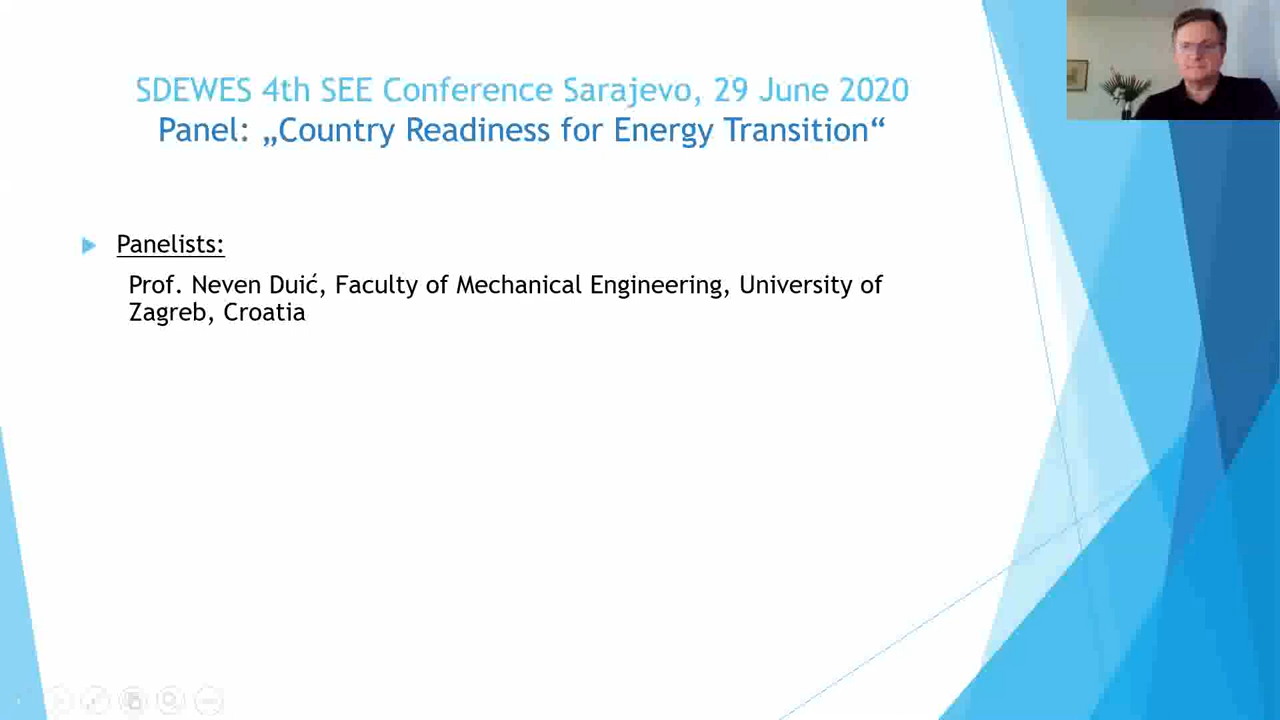 SDEWES 4th SEE Conference Sarajevo, 29 June 2020
Panel: „Country Readiness for Energy Transition“
Panelists:
Prof. Neven Duić, Faculty of Mechanical Engineering, University of
Zagreb, Croatia